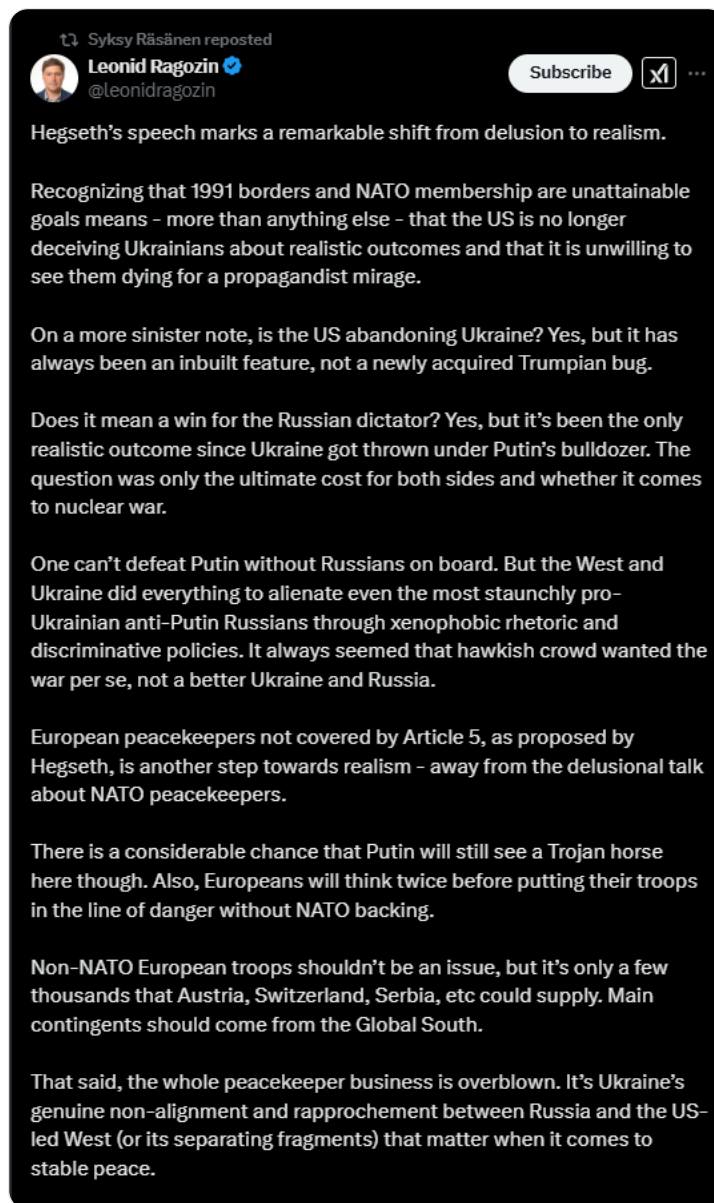 Syksy Räsänen reposted
Leonid Ragozin
@leonidragozin
Subscribe
Hegseth’s speech marks a remarkable shift from delusion to realism.
Recognizing that 1991 borders and NATO membership are unattainable
goals means - more than anything else - that the US is no longer
deceiving Ukrainians about realistic outcomes and that it is unwilling to
see them dying for a propagandist mirage.
On a more sinister note, is the US abandoning Ukraine? Yes, but it has
always been an inbuilt feature, not a newly acquired Trumpian bug.
Does it mean a win for the Russian dictator? Yes, but it’s been the only
realistic outcome since Ukraine got thrown under Putin’s bulldozer. The
question was only the ultimate cost for both sides and whether it comes
to nuclear war.
One can’t defeat Putin without Russians on board. But the West and
Ukraine did everything to alienate even the most staunchly pro-
Ukrainian anti-Putin Russians through xenophobic rhetoric and
discriminative policies. It always seemed that hawkish crowd wanted the
war per se, not a better Ukraine and Russia.
European peacekeepers not covered by Article 5, as proposed by
Hegseth, is another step towards realism - away from the delusional talk
about NATO peacekeepers.
There is a considerable chance that Putin will still see a Trojan horse
here though. Also, Europeans will think twice before putting their troops
in the line of danger without NATO backing.
Non-NATO European troops shouldn’t be an issue, but it’s only a few
thousands that Austria, Switzerland, Serbia, etc could supply. Main
contingents should come from the Global South.
That said, the whole peacekeeper business is overblown. It’s Ukraine’s
genuine non-alignment and rapprochement between Russia and the US-
led West (or its separating fragments) that matter when it comes to
stable peace.